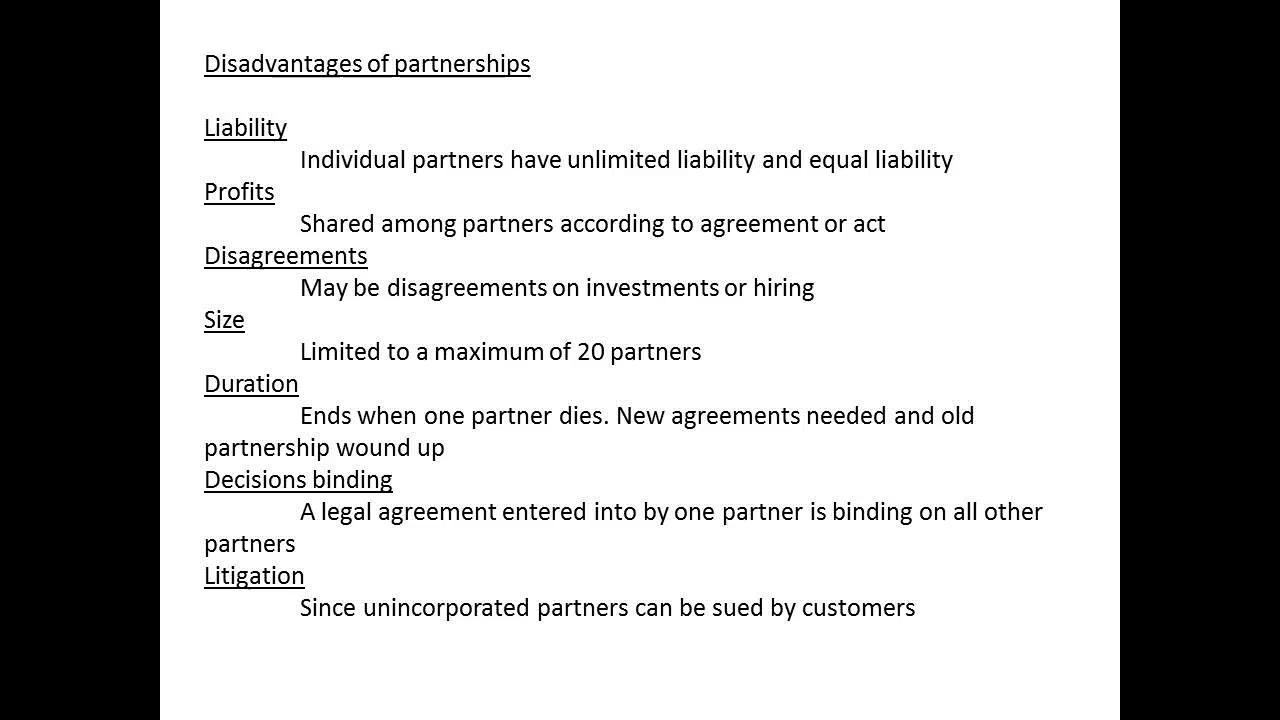 Disadvantages of partnerships
Liability
Individual partners have unlimited liability and equal liability
Profits
Shared among partners according to agreement or act
Disagreements
May be disagreements on investments or hiring
Size
Limited to a maximum of 20 partners
Duration
Ends when one partner dies. New agreements needed and old
partnership wound up
Decisions binding
A legal agreement entered into by one partner is binding on all other
partners
Litigation
Since unincorporated partners can be sued by customers